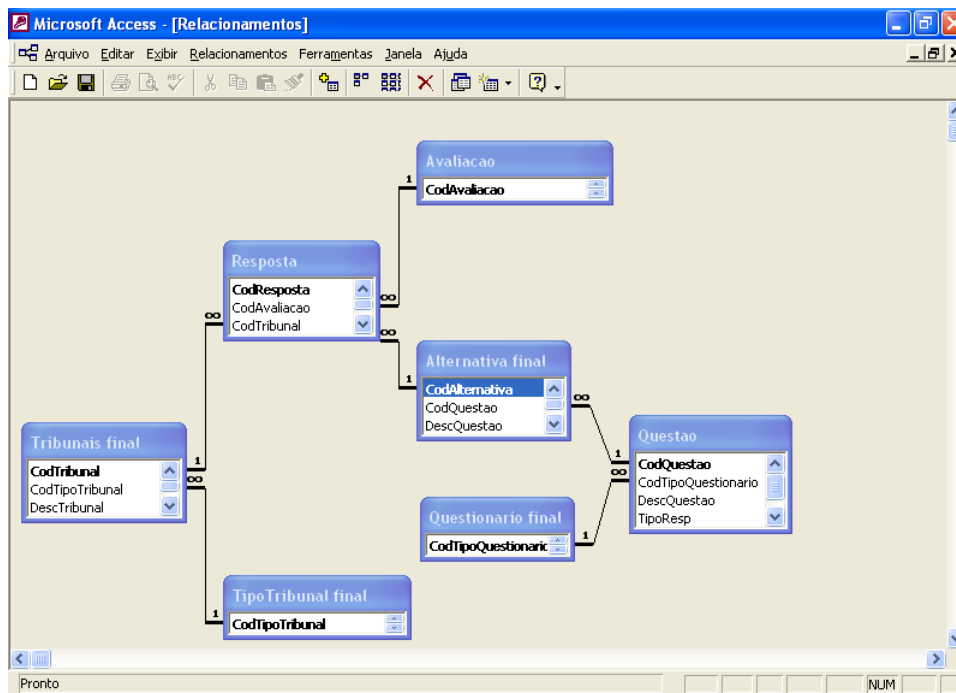 Microsoft Access - [Relacionamentos]
Arquivo Editar Exibir Relacionamentos Ferramentas Janela Ajuda
Avaliacao
1
CodAvaliacao
Resposta
CodResposta
CodAvaliacao
∞
CodTribunal
∞
∞
Alternativa final
1
CodAlternativa
CodQuestao
∞
DescQuestao
Tribunais final
CodTribunal
1
CodTipoTribunal
∞
DescTribunal
Questao
1
CodQuestao
∞
CodTipoQuestionario
DescQuestao
TipoResp
Questionario final
CodTipoQuestionaric
1
TipoTribunal final
1
CodTipoTribunal
Pronto
NUM